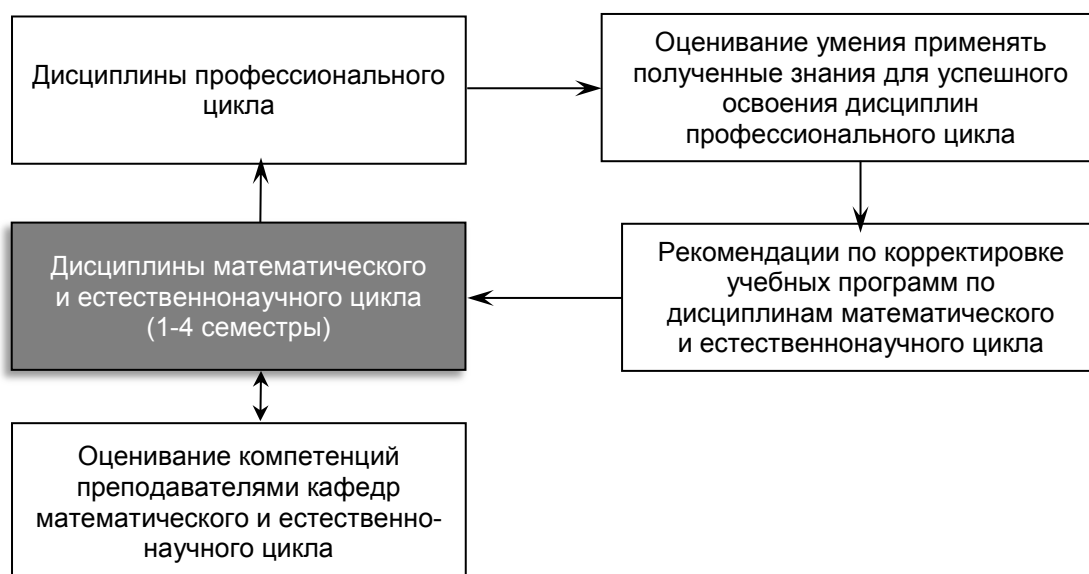 Дисциплины профессионального
цикла
Оценивание умения применять
полученные знания для успешного
освоения дисциплин
профессионального цикла
Дисциплины математического
и естественнонаучного цикла
(1-4 семестры)
Рекомендации по корректировке
учебных программ по
дисциплинам математического
и естественнонаучного цикла
Оценивание компетенций
преподавателями кафедр
математического и естественно-
научного цикла